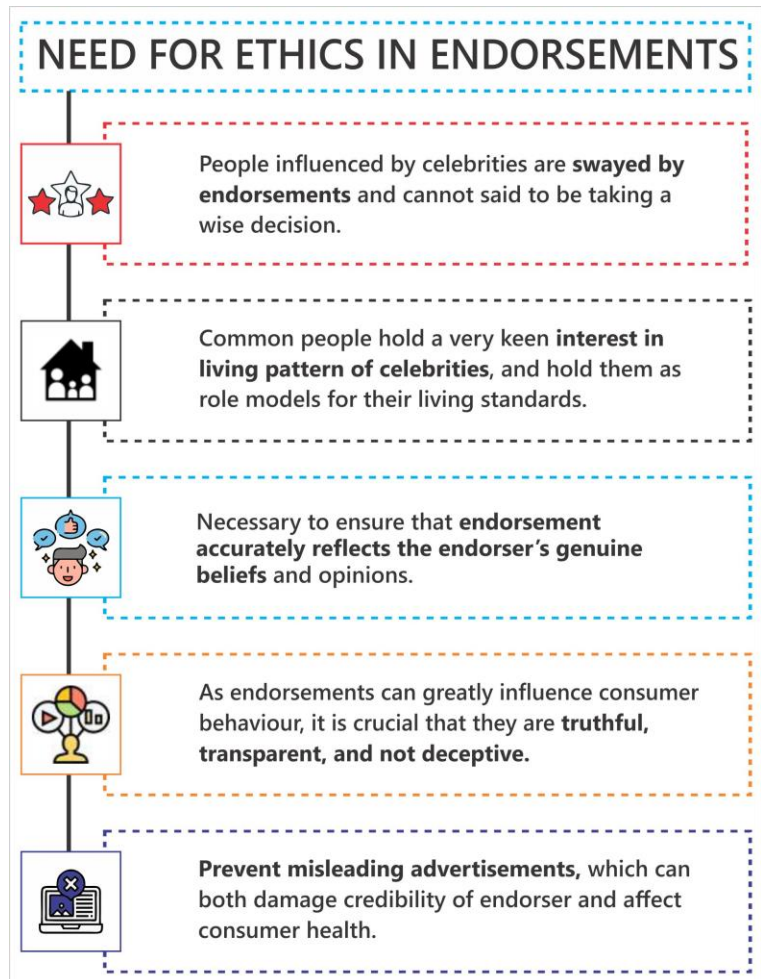 NEED FOR ETHICS IN ENDORSEMENTS
People influenced by celebrities are swayed by
endorsements and cannot said to be taking a
wise decision.
Common people hold a very keen interest in
living pattern of celebrities, and hold them as
role models for their living standards.
Necessary to ensure that endorsement
accurately reflects the endorser's genuine
beliefs and opinions.
As endorsements can greatly influence consumer
behaviour, it is crucial that they are truthful,
transparent, and not deceptive.
Prevent misleading advertisements, which can
both damage credibility of endorser and affect
consumer health.